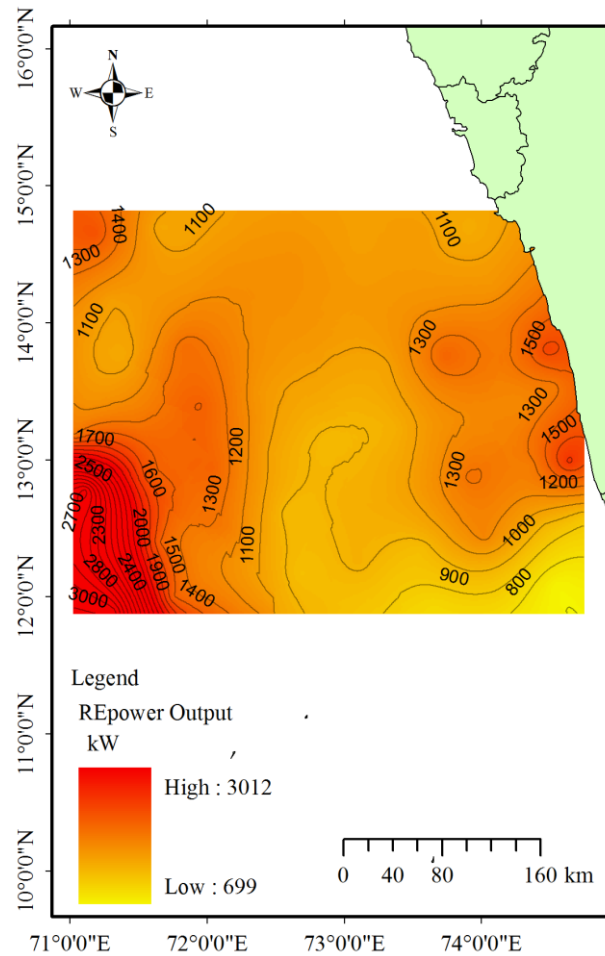 N
W E
S
16°0'0"N
15°0'0"N
14°0'0"N
13°0'0"N
12°0'0"N
11°0'0"N
10°0'0"N
1400
1100
1100
1300
1100
1300
1500
1300
1700
1200
1500
2500
1600
1300
1200
2700
1300
2300
2000
1100
1000
1500
2800
2400
1900
900
800
3000
1400
Legend
REpower Output
kW
High : 3012
Low : 699
0 40 80 160 km
71°0'0"E 72°0'0"E 73°0'0"E 74°0'0"E